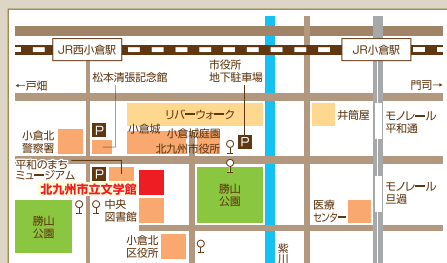 JR西小倉駅
JR小倉駅
市役所
地下駐車場
松本清張記念館
←戸畑
門司→
リバーウォーク
井筒屋
モノレール
平和通
小倉城
小倉城庭園
小倉北
警察署
P
P
北九州市役所
平和のまち
ミュージアム
P
北九州市立文学館
モノレール
旦過
勝山
公園
中央
図書館
勝山
公園
医療
センター
小倉北
区役所
紫
川